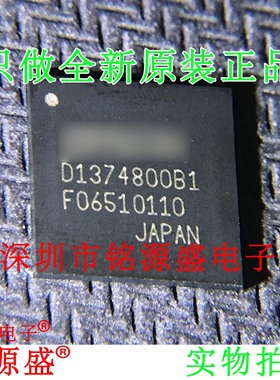 只做全新原装正品
D1374800B1
F06510110
JAPAN
深圳市铭源盛电子
电子®
源盛®
实物拍